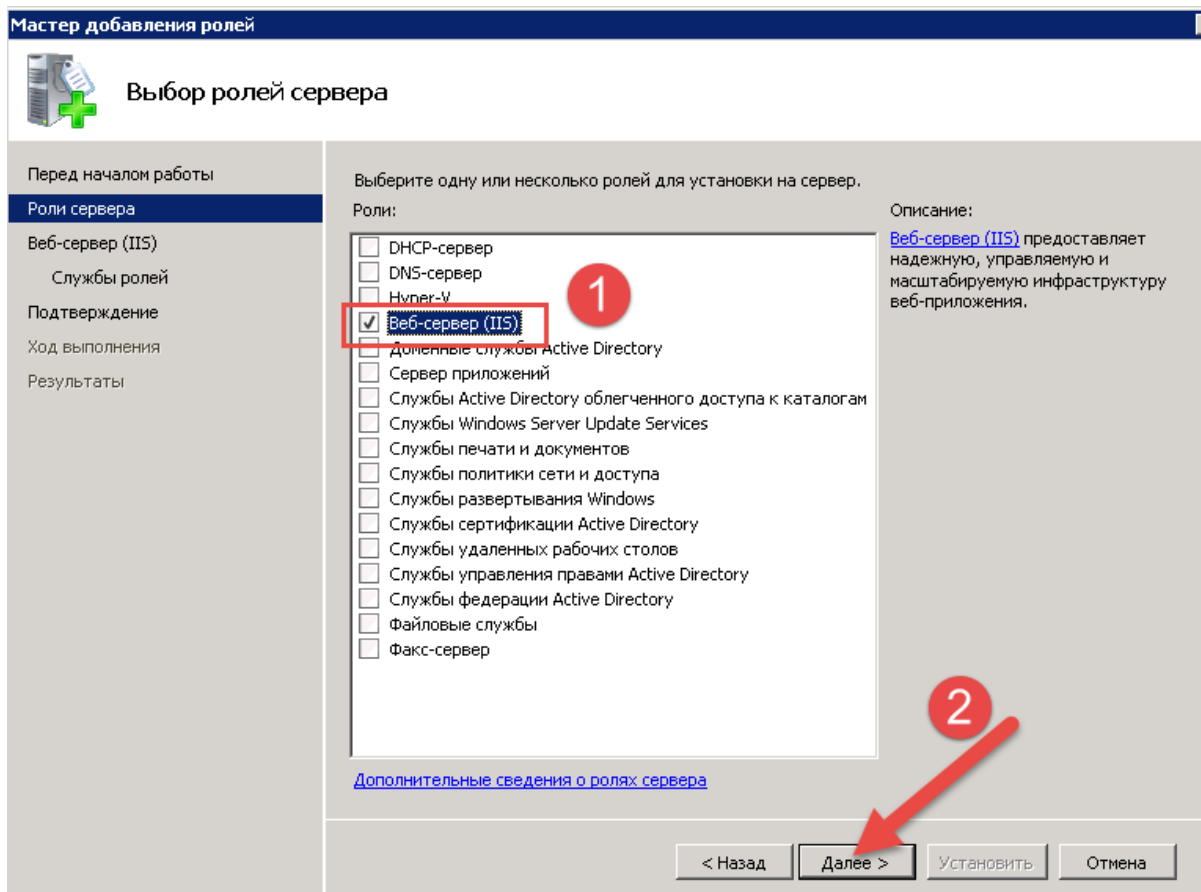 Мастер добавления ролей
Выбор ролей сервера
Перед началом работы
Роли сервера
Веб-сервер (IIS)
Службы ролей
Подтверждение
Ход выполнения
Результаты
Выберите одну или несколько ролей для установки на сервер.
Роли:
DHCP-сервер
DNS-сервер
Hyper-V
Веб-сервер (IIS)
Доменные службы Active Directory
Сервер приложений
Службы Active Directory облегченного доступа к каталогам
Службы Windows Server Update Services
Службы печати и документов
Службы политики сети и доступа
Службы развертывания Windows
Службы сертификации Active Directory
Службы удаленных рабочих столов
Службы управления правами Active Directory
Службы федерации Active Directory
Файловые службы
Факс-сервер
1
Описание:
Веб-сервер (IIS) предоставляет
надежную, управляемую и
масштабируемую инфраструктуру
веб-приложения.
2
Дополнительные сведения о ролях сервера
< Назад
Далее >
Установить
Отмена